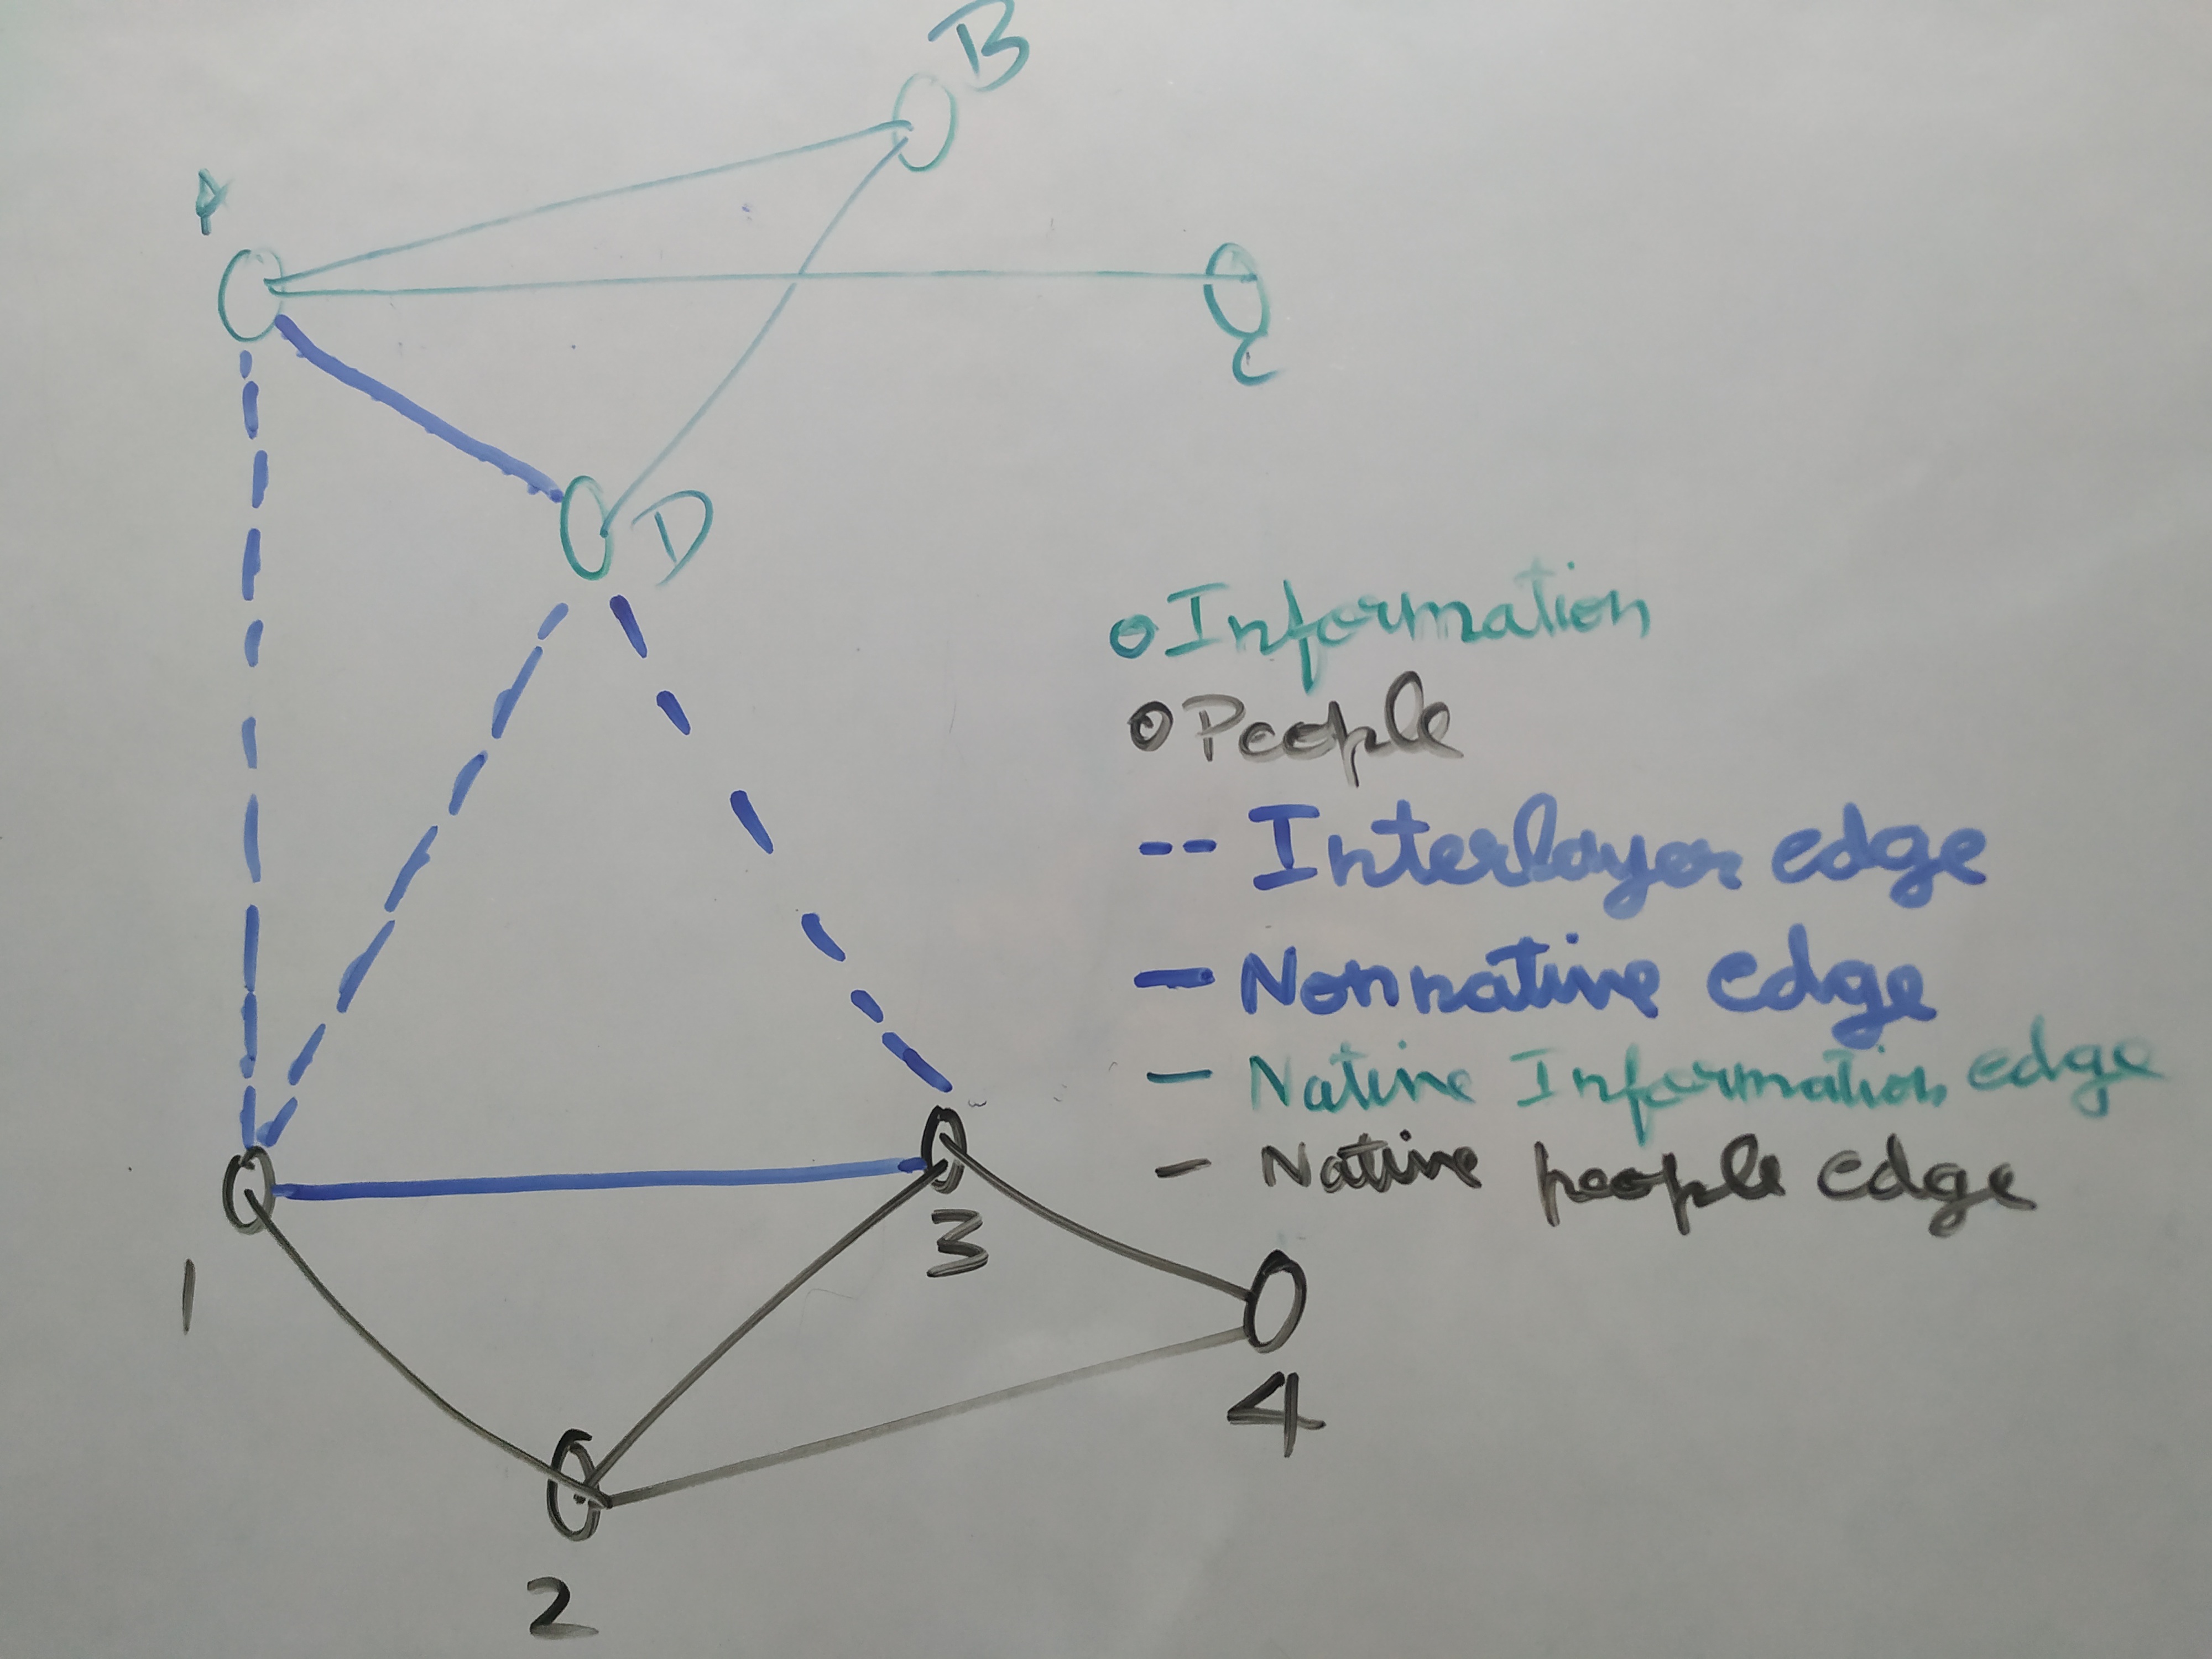 B
A
C
D
Information
People
Interlayer edge
Nonnative edge
Native Information edge
Native people edge
3
1
4
2